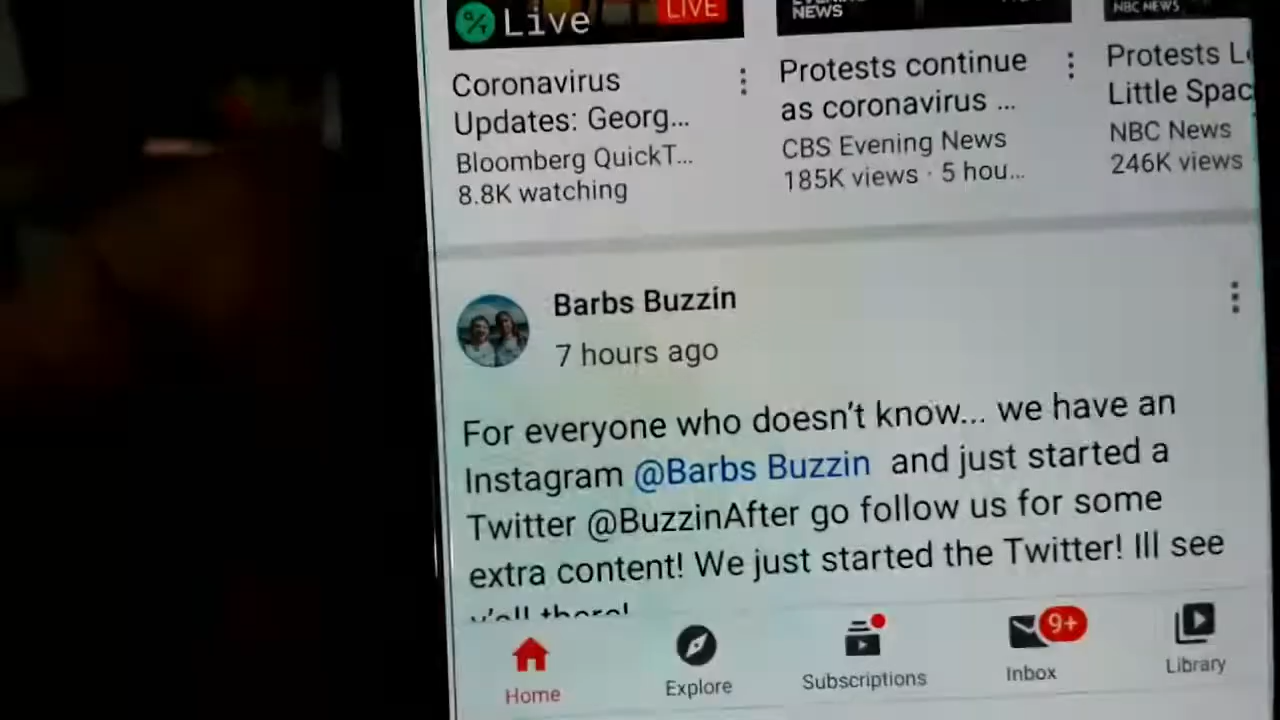 Live
LIVE
NEWS
NBC NEWS
Coronavirus
Updates: Georg...
Bloomberg QuickT...
8.8K watching
Protests continue
as coronavirus ...
CBS Evening News
185K views · 5 hou...
Protests L
Little Spac
NBC News
246K views
Barbs Buzzin
7 hours ago
For everyone who doesn't know... we have an
Instagram @Barbs Buzzin and just started a
Twitter @BuzzinAfter go follow us for some
extra content! We just started the Twitter! Ill see
y'all there!
Home
Explore
Subscriptions
9+
Inbox
Library